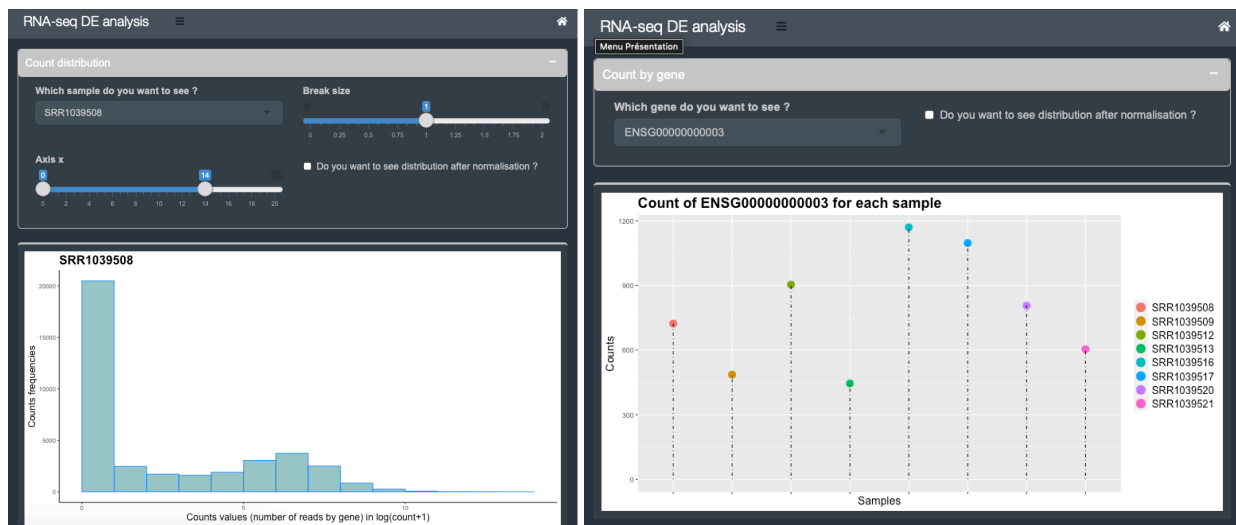 RNA-seq DE analysis
Count distribution
Which sample do you want to see ?
SRR1039508
Break size
1
0 0.25 0.5 0.75 1 1.25 1.5 1.75 2
Axis x
0 14
0 2 4 6 8 10 12 14 16 18 20
Do you want to see distribution after normalisation ?
SRR1039508
20000
15000
10000
5000
0
Counts frequencies
0 5 10
Counts values (number of reads by gene) in log(count+1)
RNA-seq DE analysis
Menu Présentation
Count by gene
Which gene do you want to see ?
ENSG00000000003
Do you want to see distribution after normalisation ?
Count of ENSG00000000003 for each sample
1200
900
600
300
0
Counts
Samples
SRR1039508
SRR1039509
SRR1039512
SRR1039513
SRR1039516
SRR1039517
SRR1039520
SRR1039521